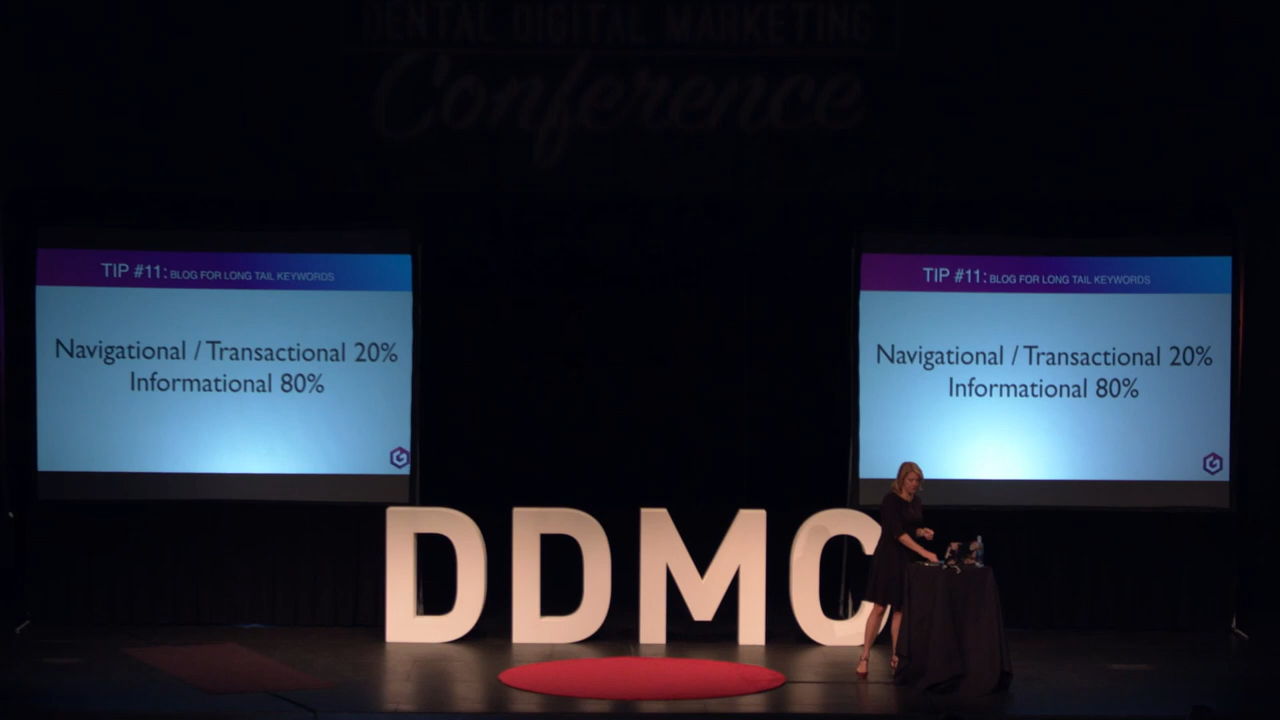 DENTAL DIGITAL MARKETING
Conference
TIP #11: BLOG FOR LONG TAIL KEYWORDS
Navigational / Transactional 20%
Informational 80%
TIP #11: BLOG FOR LONG TAIL KEYWORDS
Navigational / Transactional 20%
Informational 80%
DDMC